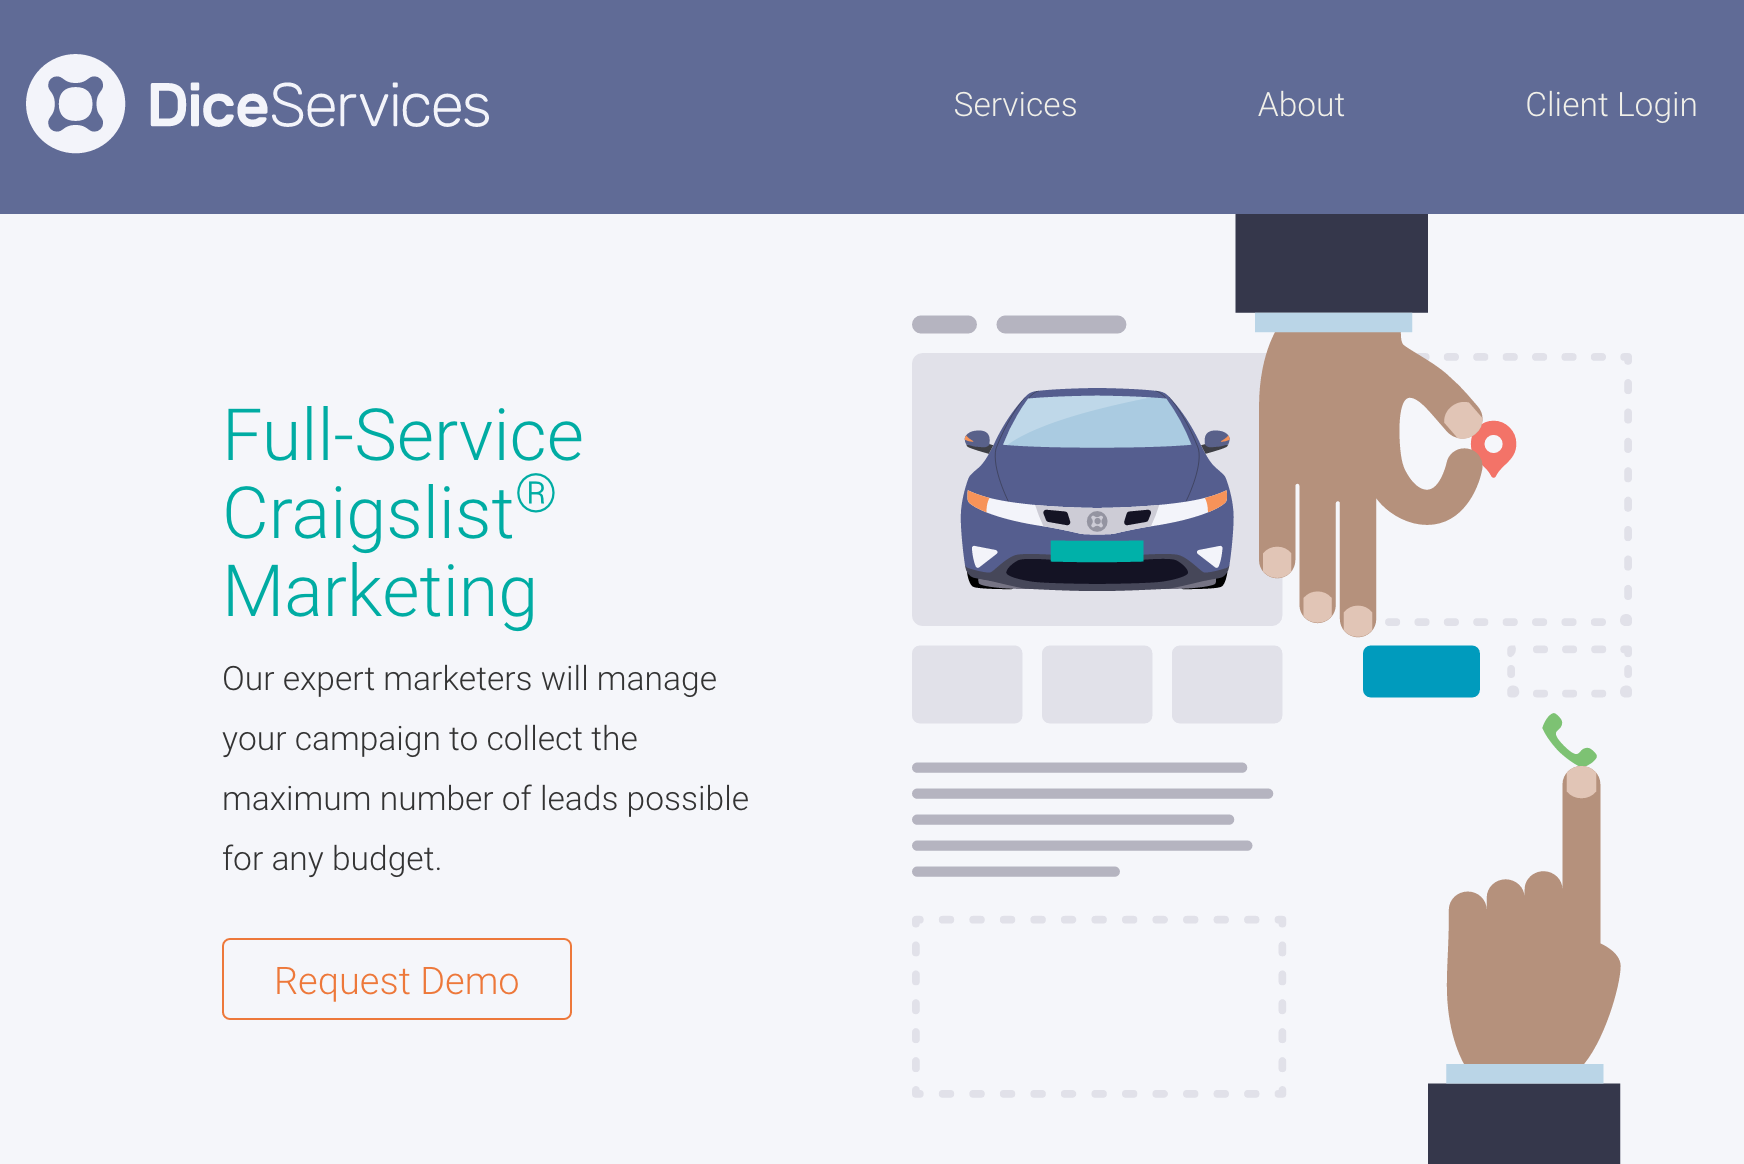 DiceServices
Services
About
Client Login
Full-Service
Craigslist®
Marketing
Our expert marketers will manage
your campaign to collect the
maximum number of leads possible
for any budget.
Request Demo